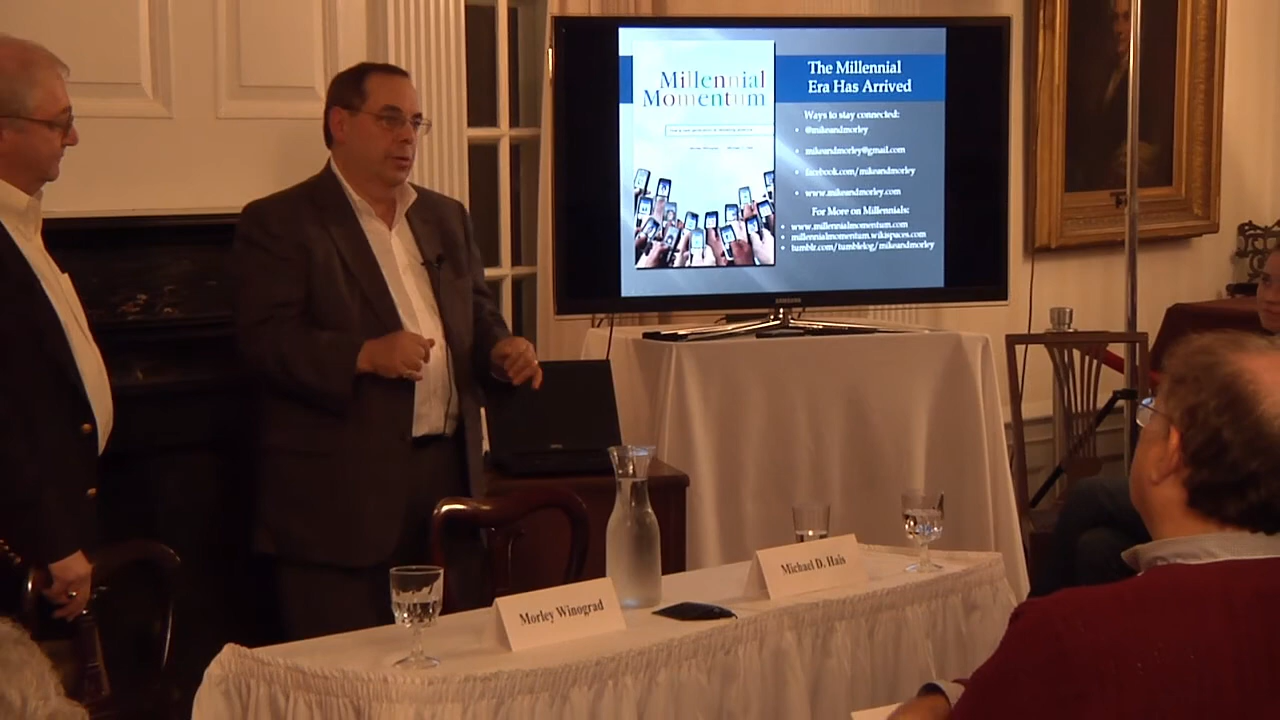 Millennial
Momentum
The Millennial
Era Has Arrived
Ways to stay connected:
• @mikeandmorley
• mikeandmorley@gmail.com
• facebook.com/mikeandmorley
• www.mikeandmorley.com
For More on Millennials:
• www.millennialmomentum.com
• millennialmomentum.wikispaces.com
• tumblr.com/tumblelog/mikeandmorley
SAMSUNG
Michael D. Hais
Morley Winograd